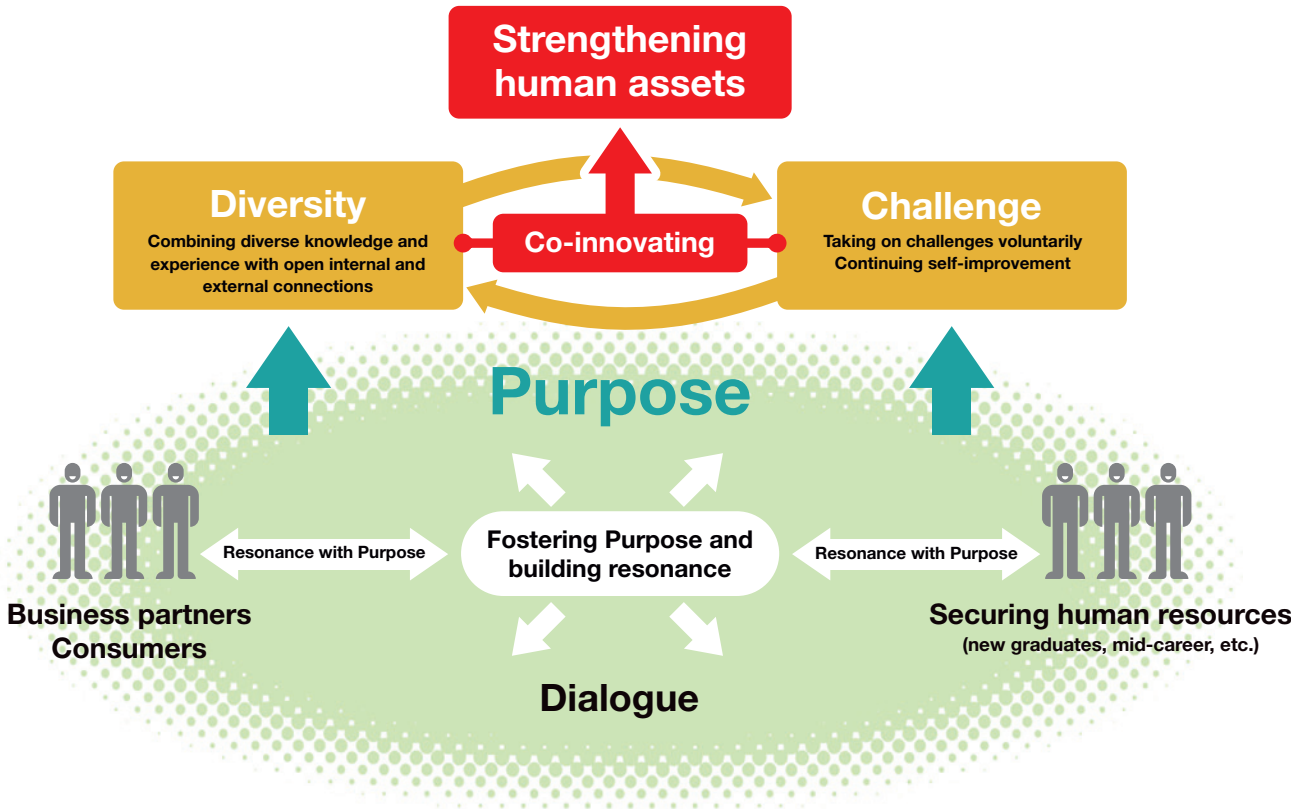 Strengthening
human assets
Diversity
Combining diverse knowledge and
experience with open internal and
external connections
Co-innovating
Challenge
Taking on challenges voluntarily
Continuing self-improvement
Purpose
Resonance with Purpose
Fostering Purpose and
building resonance
Resonance with Purpose
Business partners
Consumers
Securing human resources
(new graduates, mid-career, etc.)
Dialogue